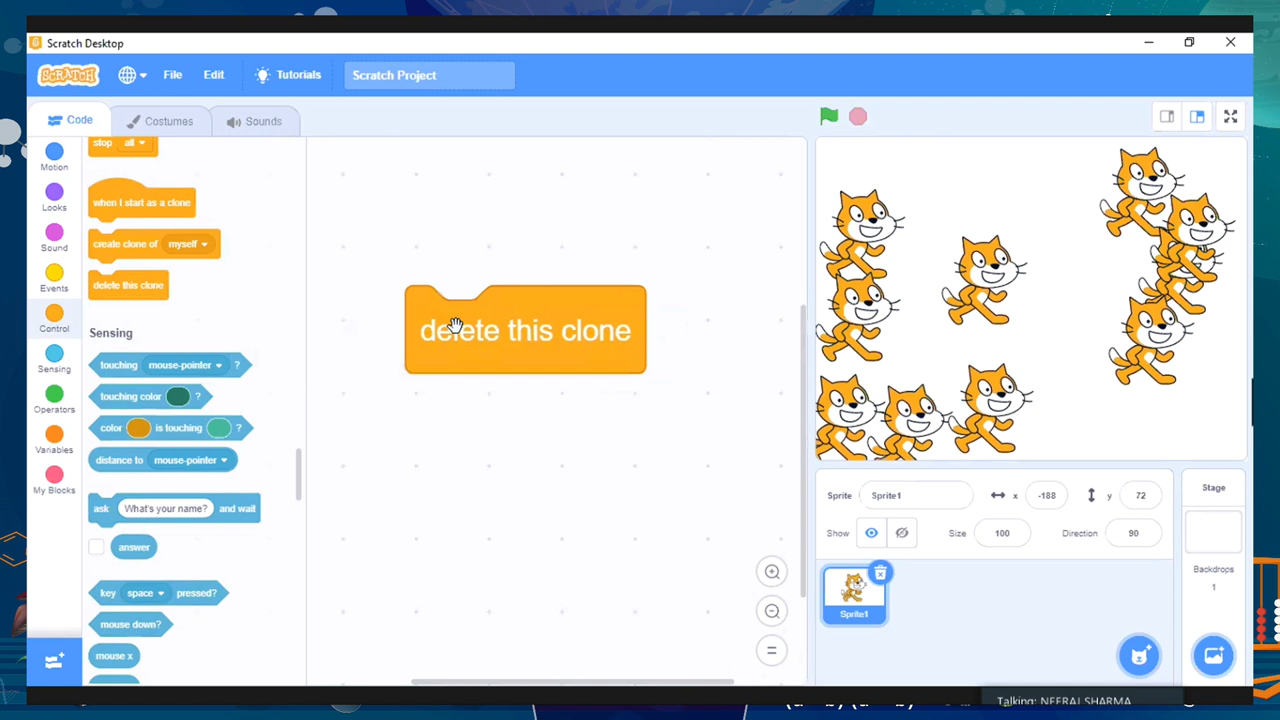 Scratch Desktop
SCRATCH File Edit Tutorials Scratch Project
Code Costumes Sounds
Motion
Looks
Sound
Events
Control
Sensing
Operators
Variables
My Blocks
stop all
when I start as a clone
create clone of myself
delete this clone
Sensing
touching mouse-pointer ?
touching color ?
color is touching ?
distance to mouse-pointer
ask What's your name? and wait
answer
key space pressed?
mouse down?
mouse x
delete this clone
Sprite Sprite1 x -188 y 72
Show Size 100 Direction 90
Sprite1
Stage
Backdrops
1
Talking: NEERAJ SHARMA